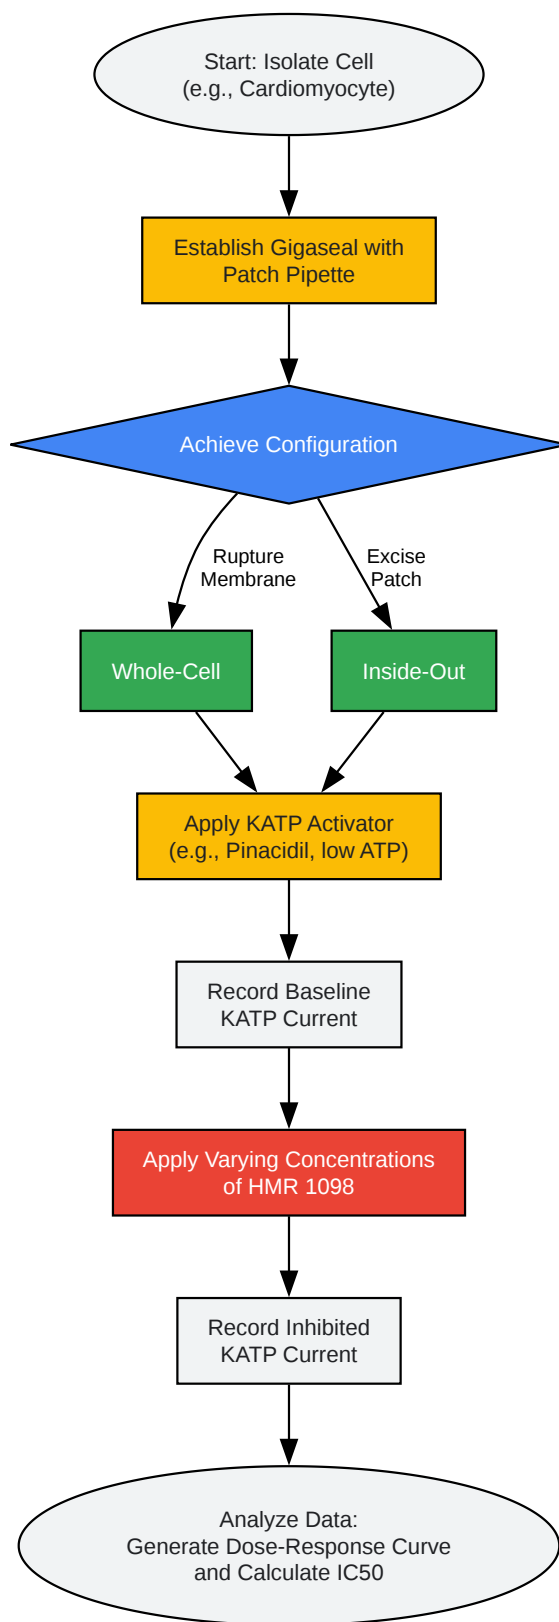 Start: Isolate Cell
(e.g., Cardiomyocyte)
Establish Gigaseal with
Patch Pipette
Achieve Configuration
Rupture
Membrane
Excise
Patch
Whole-Cell
Inside-Out
Apply KATP Activator
(e.g., Pinacidil, low ATP)
Record Baseline
KATP Current
Apply Varying Concentrations
of HMR 1098
Record Inhibited
KATP Current
Analyze Data:
Generate Dose-Response Curve
and Calculate IC50